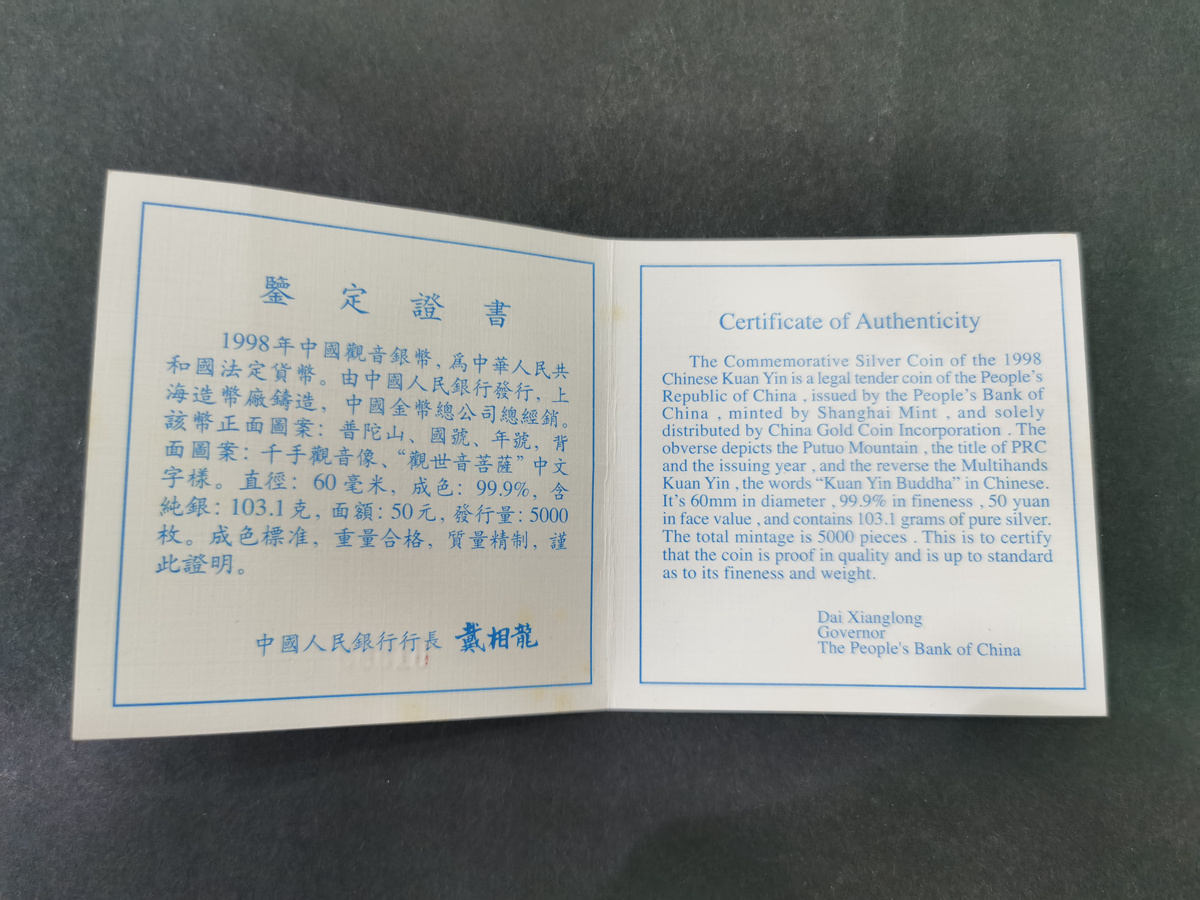 鑒定證書
1998年中國觀音銀幣，爲中華人民共
和國法定貨幣。由中國人民銀行發行，上
海造幣廠鑄造，中國金幣總公司總經銷。
該幣正面圖案：普陀山、國號、年號，背
面圖案：千手觀音像、“觀世音菩薩”中文
字樣。直徑：60毫米，成色：99.9%，含
純銀：103.1克，面額：50元，發行量：5000
枚。成色標准，重量合格，質量精制，謹
此證明。
中國人民銀行行長 戴相龍
Certificate of Authenticity
The Commemorative Silver Coin of the 1998
Chinese Kuan Yin is a legal tender coin of the People's
Republic of China , issued by the People's Bank of
China , minted by Shanghai Mint , and solely
distributed by China Gold Coin Incorporation . The
obverse depicts the Putuo Mountain , the title of PRC
and the issuing year , and the reverse the Multihands
Kuan Yin , the words “Kuan Yin Buddha” in Chinese.
It's 60mm in diameter , 99.9% in fineness , 50 yuan
in face value , and contains 103.1 grams of pure silver.
The total mintage is 5000 pieces . This is to certify
that the coin is proof in quality and is up to standard
as to its fineness and weight.
Dai Xianglong
Governor
The People's Bank of China